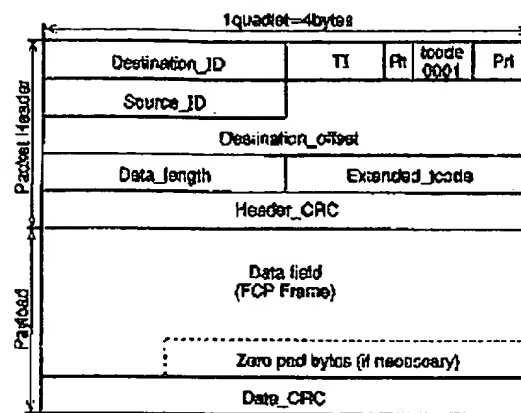 1quadlet=4bytes
Packet Header
Destination_ID
Tl
Rt
tcode
0001
Pri
Source_ID
Destination_offset
Data_length
Extended_tcode
Header_CRC
Payload
Data field
(FCP Frame)
Zero pad bytes (if necessary)
Data_CRC